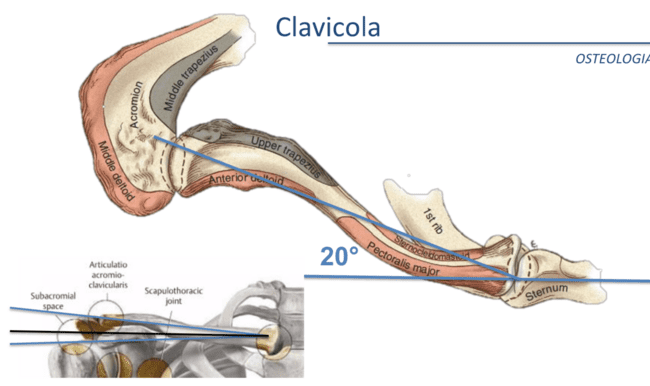 Clavicola
OSTEOLOGIA
Middle trapezius
Acromion
Middle deltoid
Upper trapezius
Anterior deltoid
1st rib
Sternocleidomastoid
Pectoralis major
Sternum
20°
Articulatio
acromio-
clavicularis
Subacromial
space
Scapulothoracic
joint